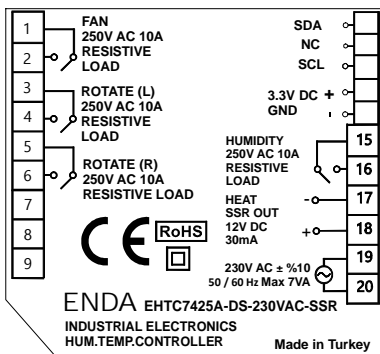 1
FAN
250V AC 10A
2
RESISTIVE
LOAD
3
ROTATE (L)
250V AC 10A
4
RESISTIVE
LOAD
5
ROTATE (R)
6
250V AC 10A
RESISTIVE LOAD
7
8
9
SDA
NC
SCL
3.3V DC +
GND -
HUMIDITY
15
250V AC 10A
RESISTIVE
16
LOAD
HEAT
- 17
SSR OUT
12V DC
+ 18
30mA
230V AC ± %10
19
50 / 60 Hz Max 7VA
20
CE
RoHS
ENDA EHTC7425A-DS-230VAC-SSR
INDUSTRIAL ELECTRONICS
HUM.TEMP.CONTROLLER
Made in Turkey